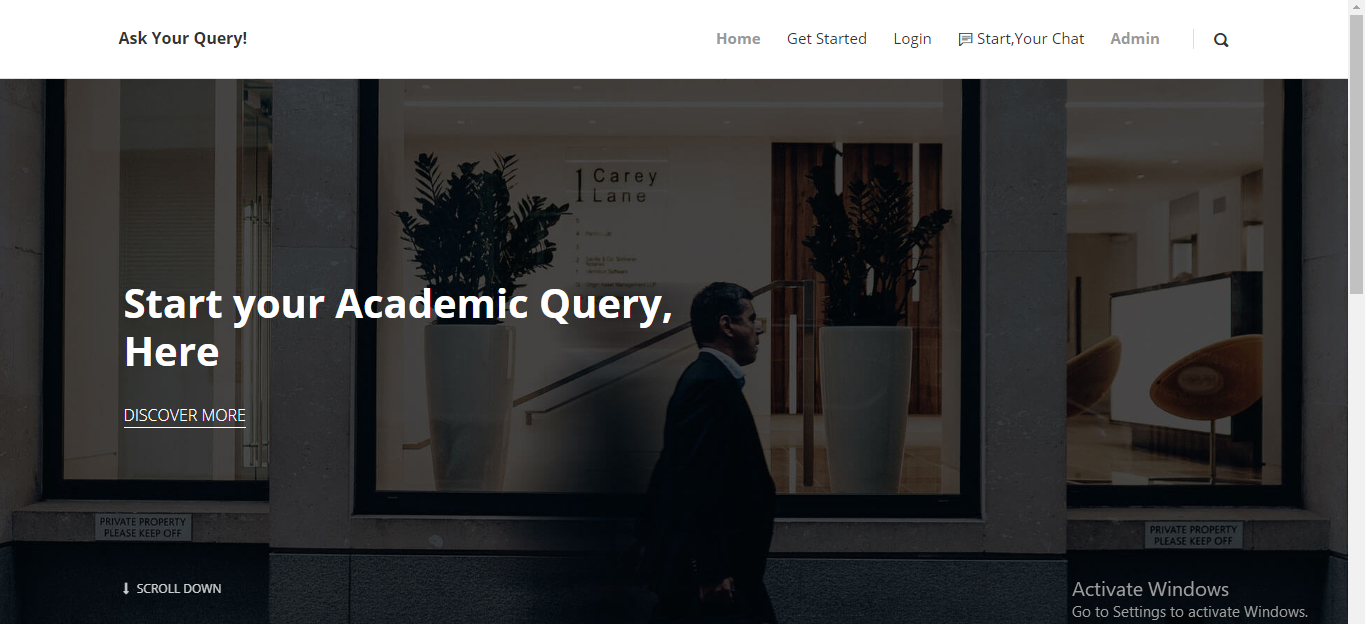 Ask Your Query!
Home Get Started Login Start,Your Chat Admin
1 Carey
Lane
Start your Academic Query,
Here
DISCOVER MORE
PRIVATE PROPERTY
PLEASE KEEP OFF
PRIVATE PROPERTY
PLEASE KEEP OFF
SCROLL DOWN
Activate Windows
Go to Settings to activate Windows.